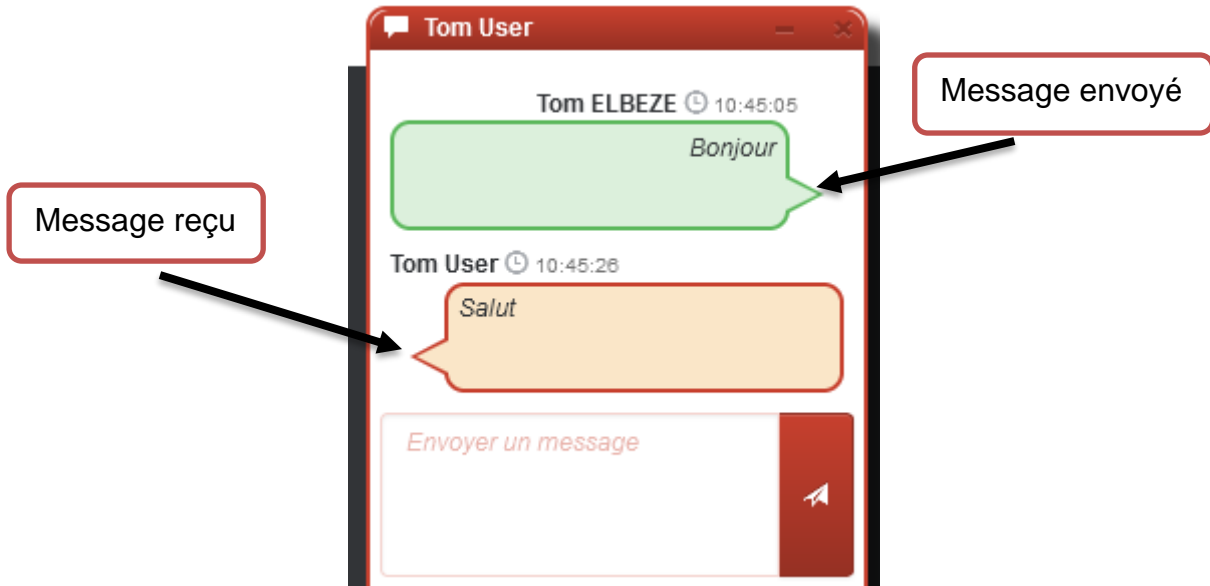 Tom User
Tom ELBEZE 10:45:05
Message envoyé
Bonjour
Message reçu
Tom User 10:45:26
Salut
Envoyer un message